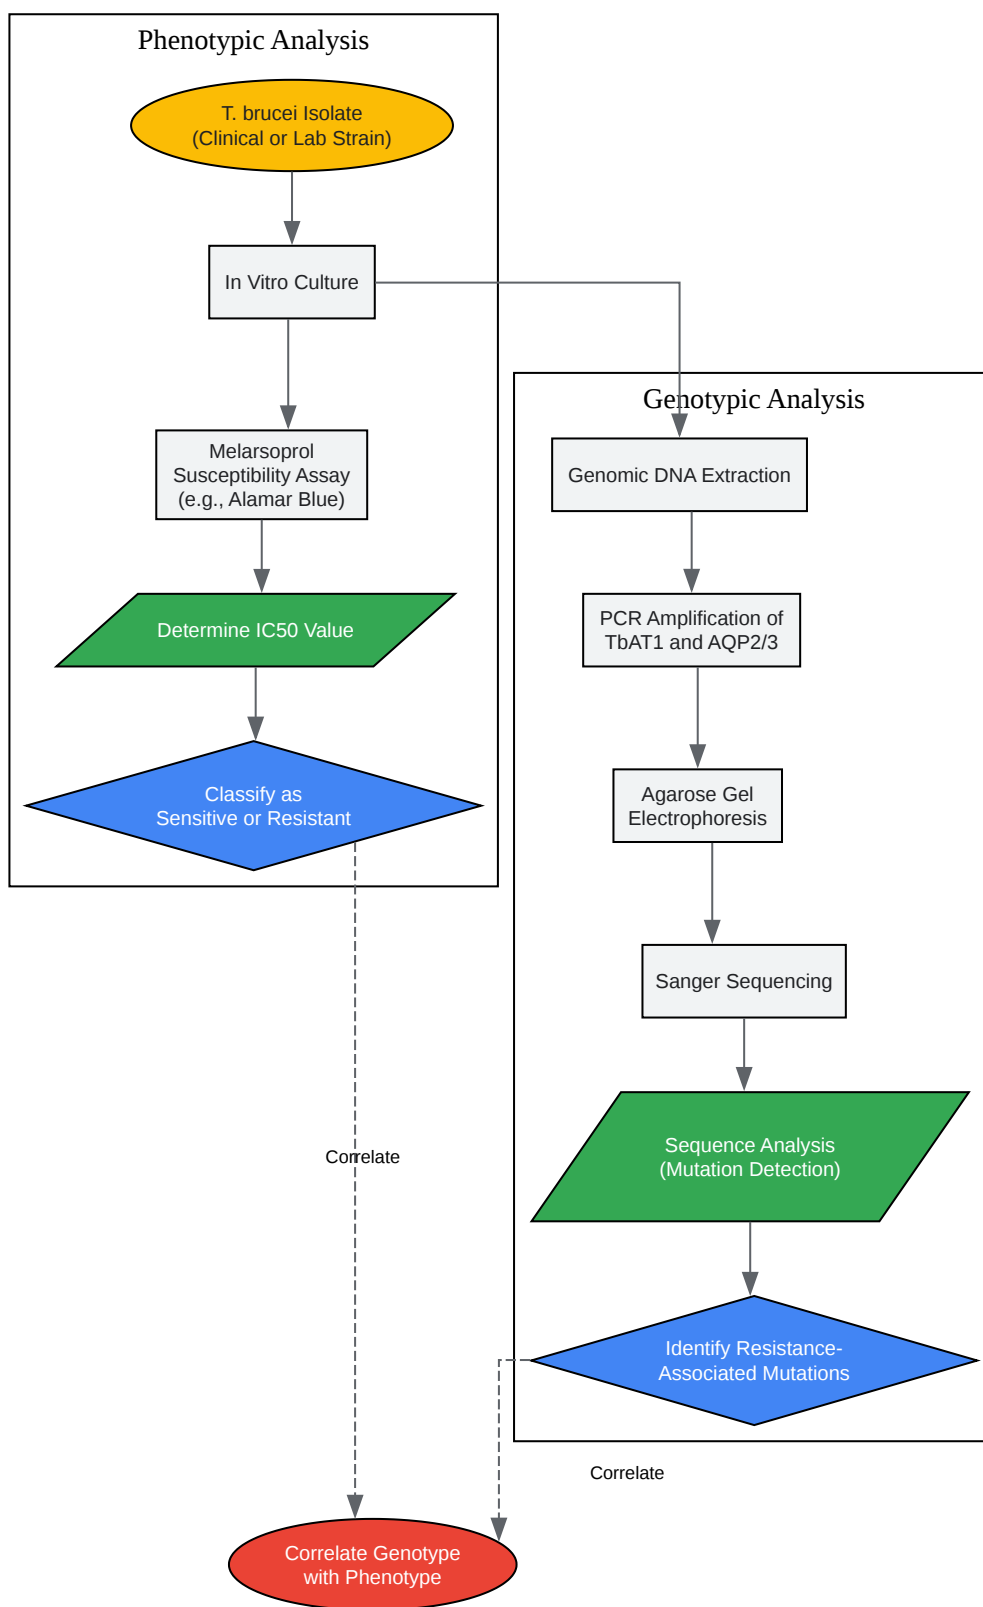 Phenotypic Analysis
T. brucei Isolate
(Clinical or Lab Strain)
In Vitro Culture
Melarsoprol
Susceptibility Assay
(e.g., Alamar Blue)
Determine IC50 Value
Classify as
Sensitive or Resistant
Genotypic Analysis
Genomic DNA Extraction
PCR Amplification of
TbAT1 and AQP2/3
Agarose Gel
Electrophoresis
Sanger Sequencing
Sequence Analysis
(Mutation Detection)
Identify Resistance-
Associated Mutations
Correlate
Correlate
Correlate Genotype
with Phenotype